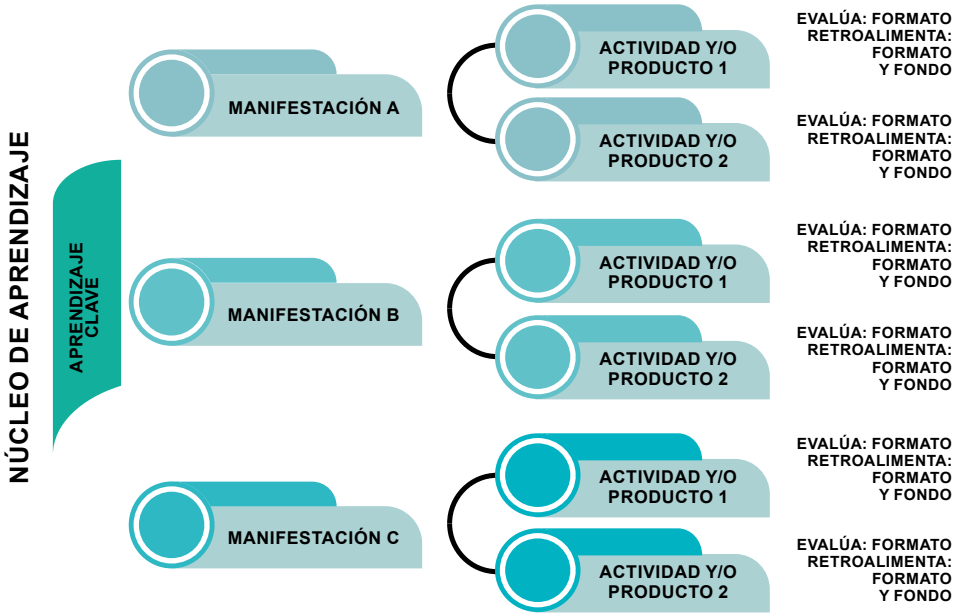 NÚCLEO DE APRENDIZAJE
APRENDIZAJE
CLAVE
MANIFESTACIÓN A
ACTIVIDAD Y/O
PRODUCTO 1
EVALÚA: FORMATO
RETROALIMENTA:
FORMATO
Y FONDO
ACTIVIDAD Y/O
PRODUCTO 2
EVALÚA: FORMATO
RETROALIMENTA:
FORMATO
Y FONDO
MANIFESTACIÓN B
ACTIVIDAD Y/O
PRODUCTO 1
EVALÚA: FORMATO
RETROALIMENTA:
FORMATO
Y FONDO
ACTIVIDAD Y/O
PRODUCTO 2
EVALÚA: FORMATO
RETROALIMENTA:
FORMATO
Y FONDO
MANIFESTACIÓN C
ACTIVIDAD Y/O
PRODUCTO 1
EVALÚA: FORMATO
RETROALIMENTA:
FORMATO
Y FONDO
ACTIVIDAD Y/O
PRODUCTO 2
EVALÚA: FORMATO
RETROALIMENTA:
FORMATO
Y FONDO